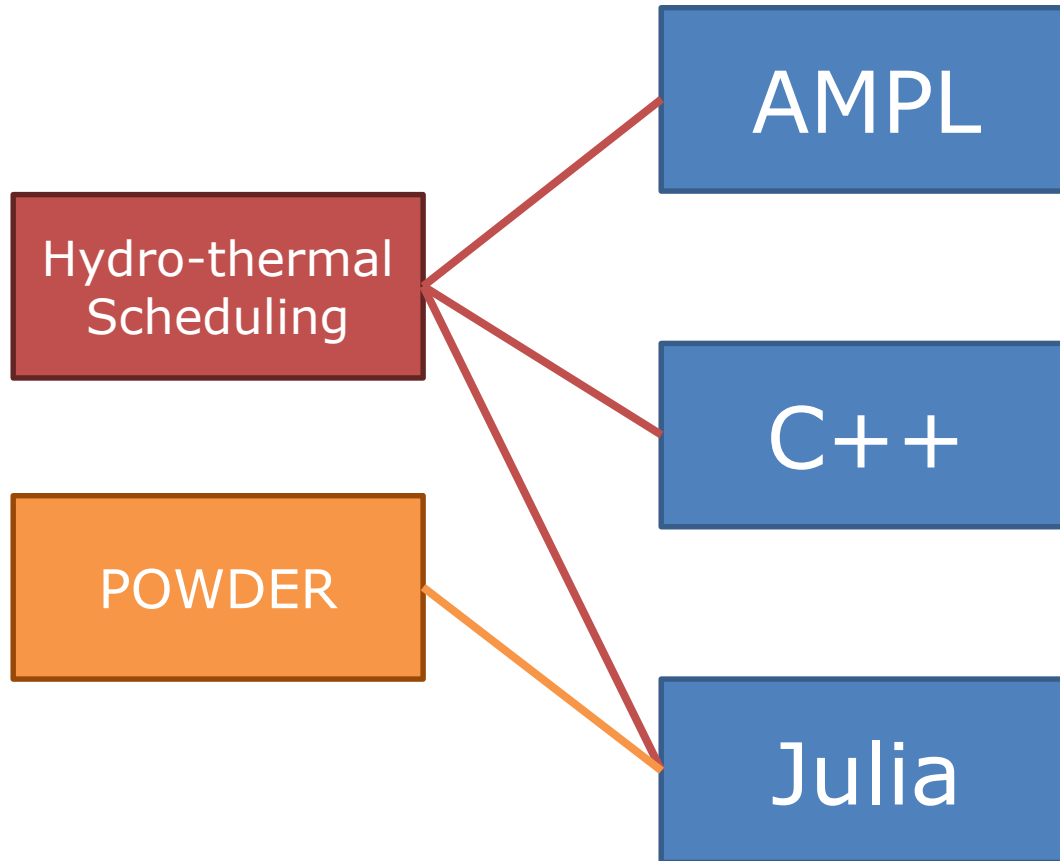 AMPL
Hydro-thermal
Scheduling
C++
POWDER
Julia